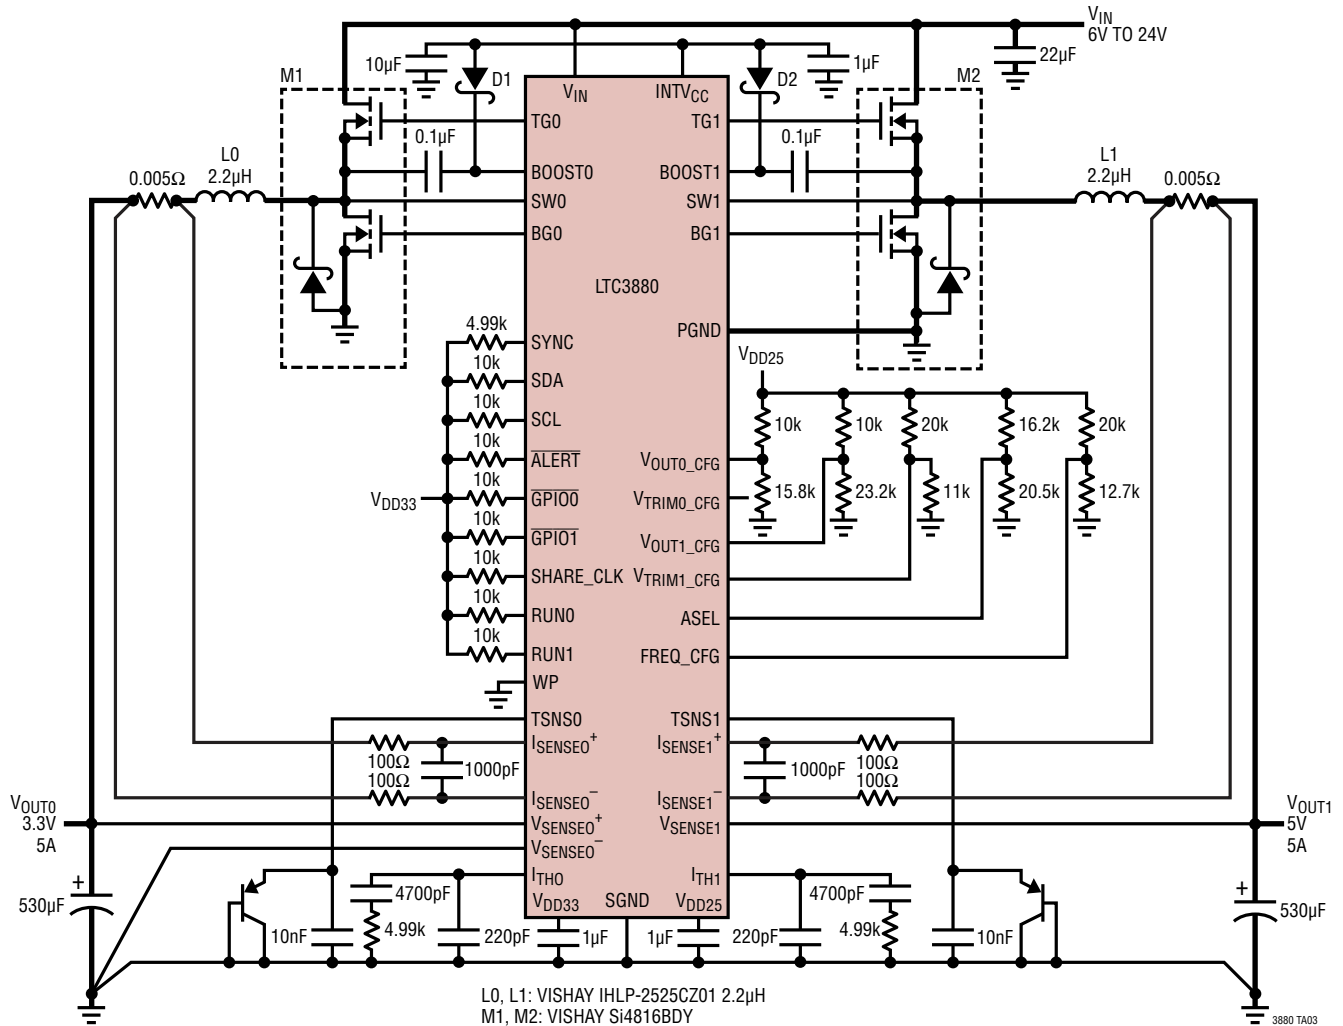 VIN
6V TO 24V
22µF
10µF
1µF
M1
D1
D2
M2
VIN
INTVCC
TG0
TG1
0.1µF
0.1µF
L0
2.2µH
L1
2.2µH
0.005Ω
0.005Ω
BOOST0
BOOST1
SW0
SW1
BG0
BG1
LTC3880
PGND
4.99k
SYNC
10k
SDA
10k
SCL
10k
ALERT
10k
VDD33
GPIO0
10k
GPIO1
10k
SHARE_CLK
10k
RUN0
10k
RUN1
WP
VDD25
10k
10k
20k
16.2k
20k
VOUT0_CFG
15.8k
23.2k
11k
20.5k
12.7k
VTRIM0_CFG
VOUT1_CFG
VTRIM1_CFG
ASEL
FREQ_CFG
TSNS0
TSNS1
ISENSE0+
ISENSE1+
100Ω
100Ω
1000pF
1000pF
100Ω
100Ω
ISENSE0−
ISENSE1−
VOUT0
3.3V
5A
VSENSE0+
VSENSE1
VOUT1
5V
5A
VSENSE0−
ITH0
ITH1
4700pF
4700pF
VDD33
SGND
VDD25
+
530µF
+
530µF
10nF
4.99k
220pF
1µF
1µF
220pF
4.99k
10nF
L0, L1: VISHAY IHLP-2525CZ01 2.2µH
M1, M2: VISHAY Si4816BDY
3880 TA03